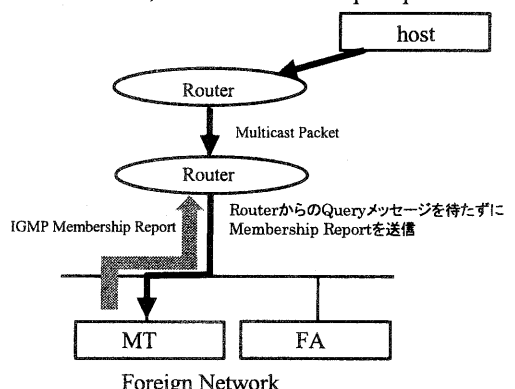 host
Router
Multicast Packet
Router
RouterからのQueryメッセージを待たずに
IGMP Membership Report
Membership Reportを送信
MT
FA
Foreign Network